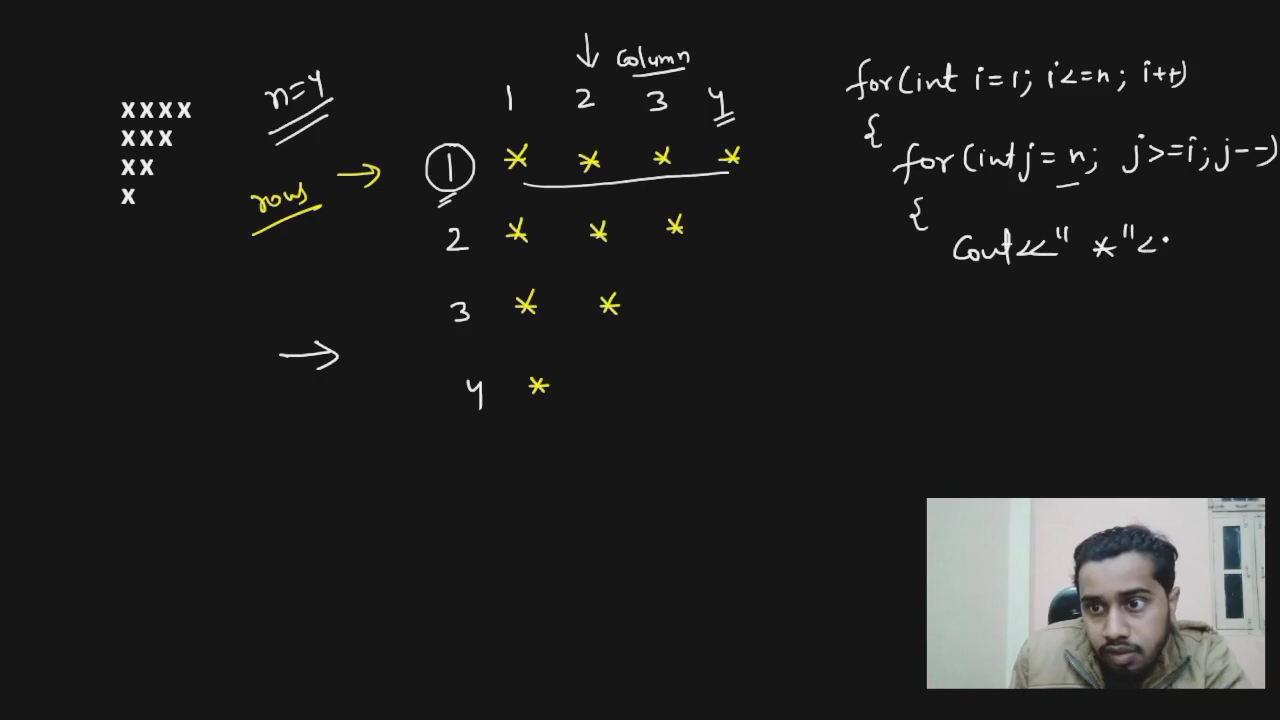 xxxx
xxx
xx
x
n=4
rows
column
1 2 3 4
1 * * * *
2 * * *
3 * *
4 *
for(int i=1; i<=n; i++)
{
for(int j=n; j>=i; j--)
{
cout<<" *"<